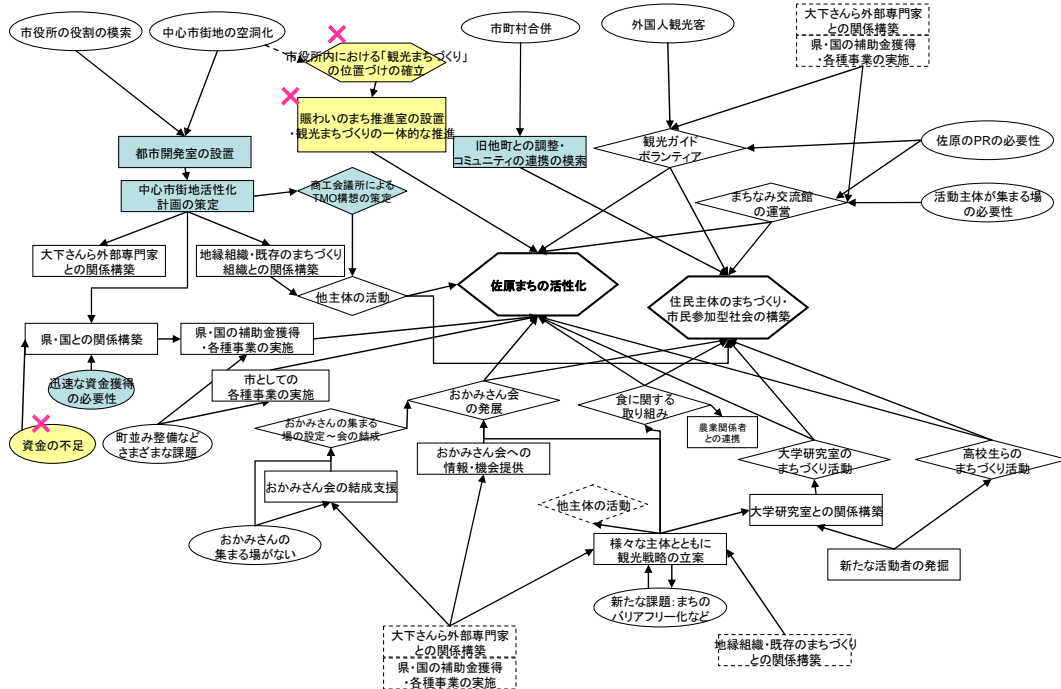 市役所の役割の模索
中心市街地の空洞化
市役所内における「観光まちづくり」
の位置づけの確立
市町村合併
外国人観光客
大下さんら外部専門家
との関係構築
県・国の補助金獲得
・各種事業の実施
賑わいのまち推進室の設置
・観光まちづくりの一体的な推進
都市開発室の設置
旧他町との調整・
コミュニティの連携の模索
観光ガイド
ボランティア
佐原のPRの必要性
中心市街地活性化
計画の策定
商工会議所による
TMO構想の策定
まちなみ交流館
の運営
活動主体が集まる場
の必要性
大下さんら外部専門家
との関係構築
地縁組織・既存のまちづくり
組織との関係構築
他主体の活動
佐原まちの活性化
住民主体のまちづくり・
市民参加型社会の構築
県・国との関係構築
県・国の補助金獲得
・各種事業の実施
迅速な資金獲得
の必要性
市としての
各種事業の実施
おかみさん会
の発展
食に関する
取り組み
農業関係者
との連携
資金の不足
町並み整備など
さまざまな課題
おかみさんの集まる
場の設定～会の結成
おかみさん会への
情報・機会提供
大学研究室の
まちづくり活動
高校生らの
まちづくり活動
おかみさん会の結成支援
他主体の活動
大学研究室との関係構築
おかみさんの
集まる場がない
様々な主体とともに
観光戦略の立案
新たな活動者の発掘
新たな課題：まちの
バリアフリー化など
大下さんら外部専門家
との関係構築
県・国の補助金獲得
・各種事業の実施
地縁組織・既存のまちづくり
との関係構築